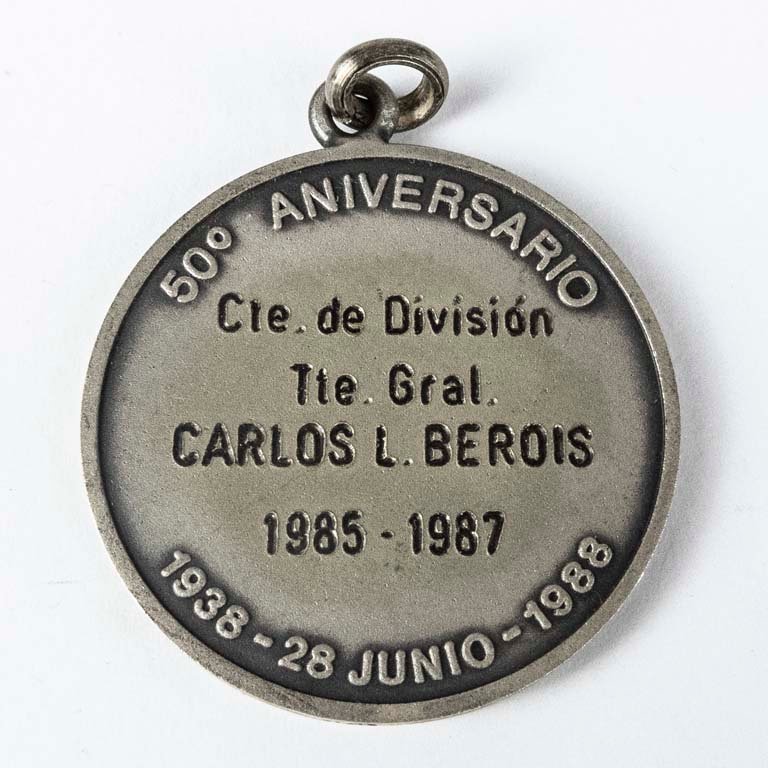 50º ANIVERSARIO
Cte. de División
Tte. Gral.
CARLOS L. BEROIS
1985 - 1987
1938 - 28 JUNIO - 1988